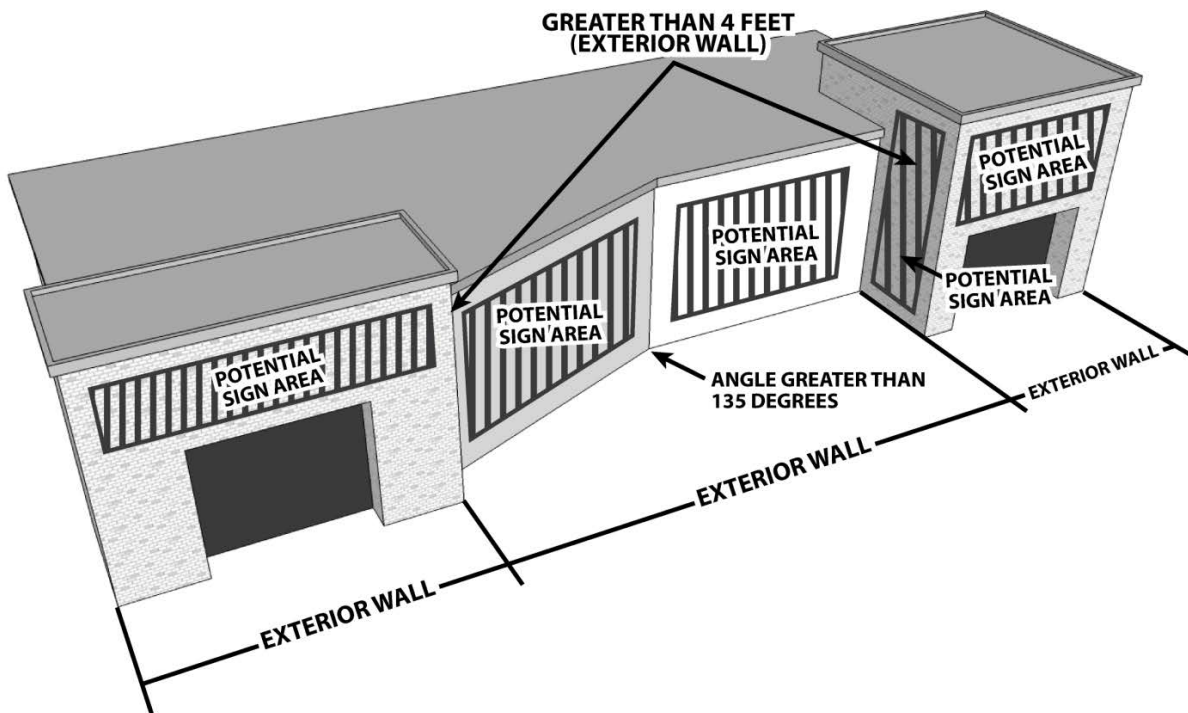 GREATER THAN 4 FEET
(EXTERIOR WALL)
POTENTIAL
SIGN AREA
POTENTIAL
SIGN AREA
POTENTIAL
SIGN AREA
POTENTIAL
SIGN AREA
POTENTIAL
SIGN AREA
ANGLE GREATER THAN
135 DEGREES
EXTERIOR WALL
EXTERIOR WALL
EXTERIOR WALL